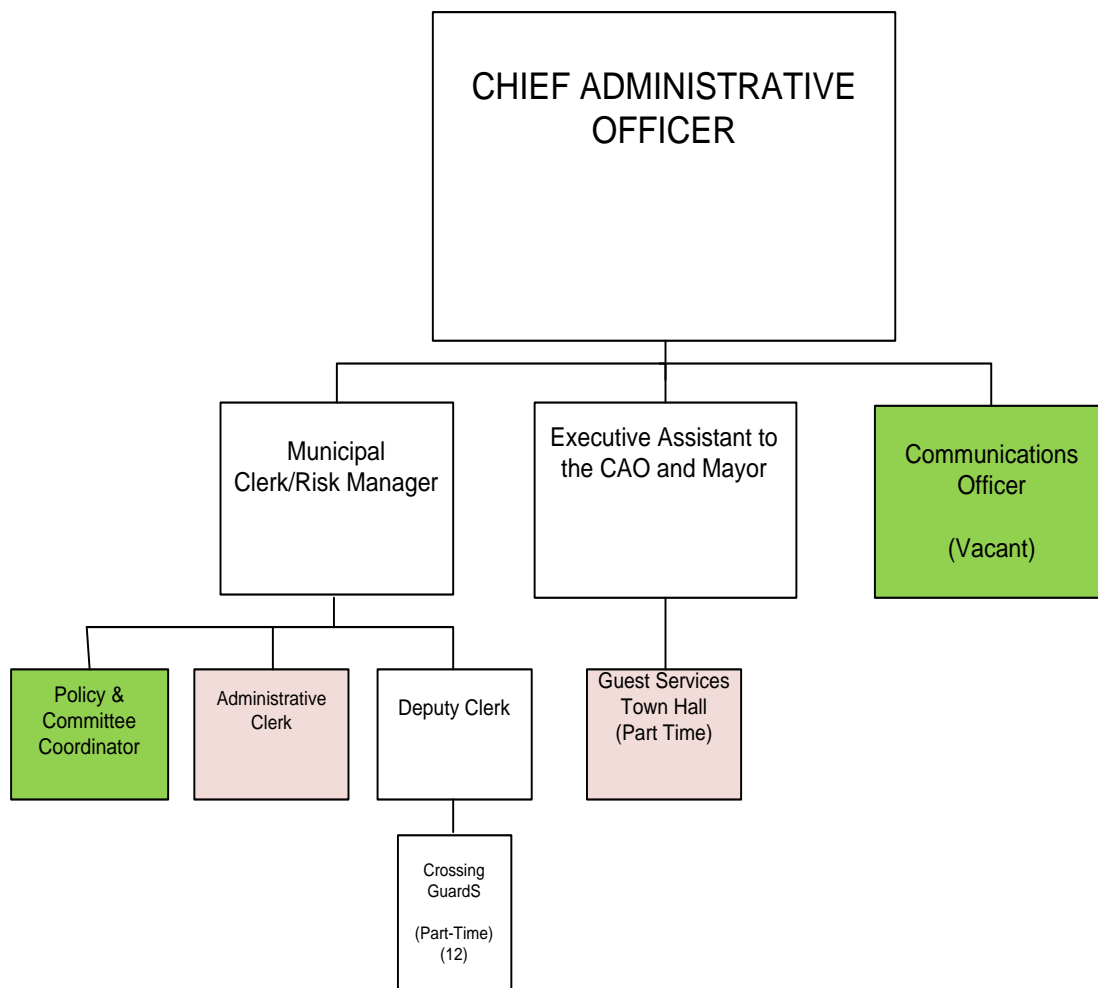 CHIEF ADMINISTRATIVE
OFFICER
Municipal
Clerk/Risk Manager
Executive Assistant to
the CAO and Mayor
Communications
Officer
(Vacant)
Policy &
Committee
Coordinator
Administrative
Clerk
Deputy Clerk
Guest Services
Town Hall
(Part Time)
Crossing
GuardS
(Part-Time)
(12)